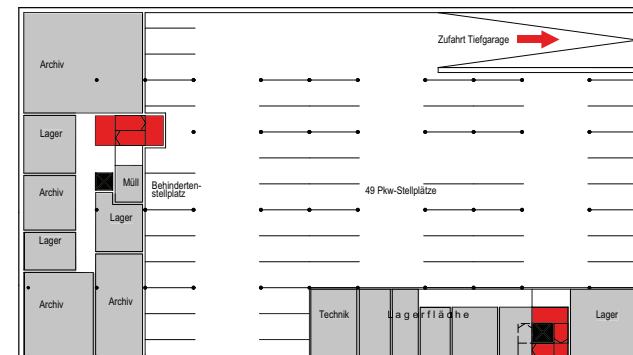 Zufahrt Tiefgarage
Archiv
Lager
Archiv
Müll
Behinderten-
stellplatz
49 Pkw-Stellplätze
Lager
Lager
Archiv
Archiv
Technik
Lagerfläche
Lager